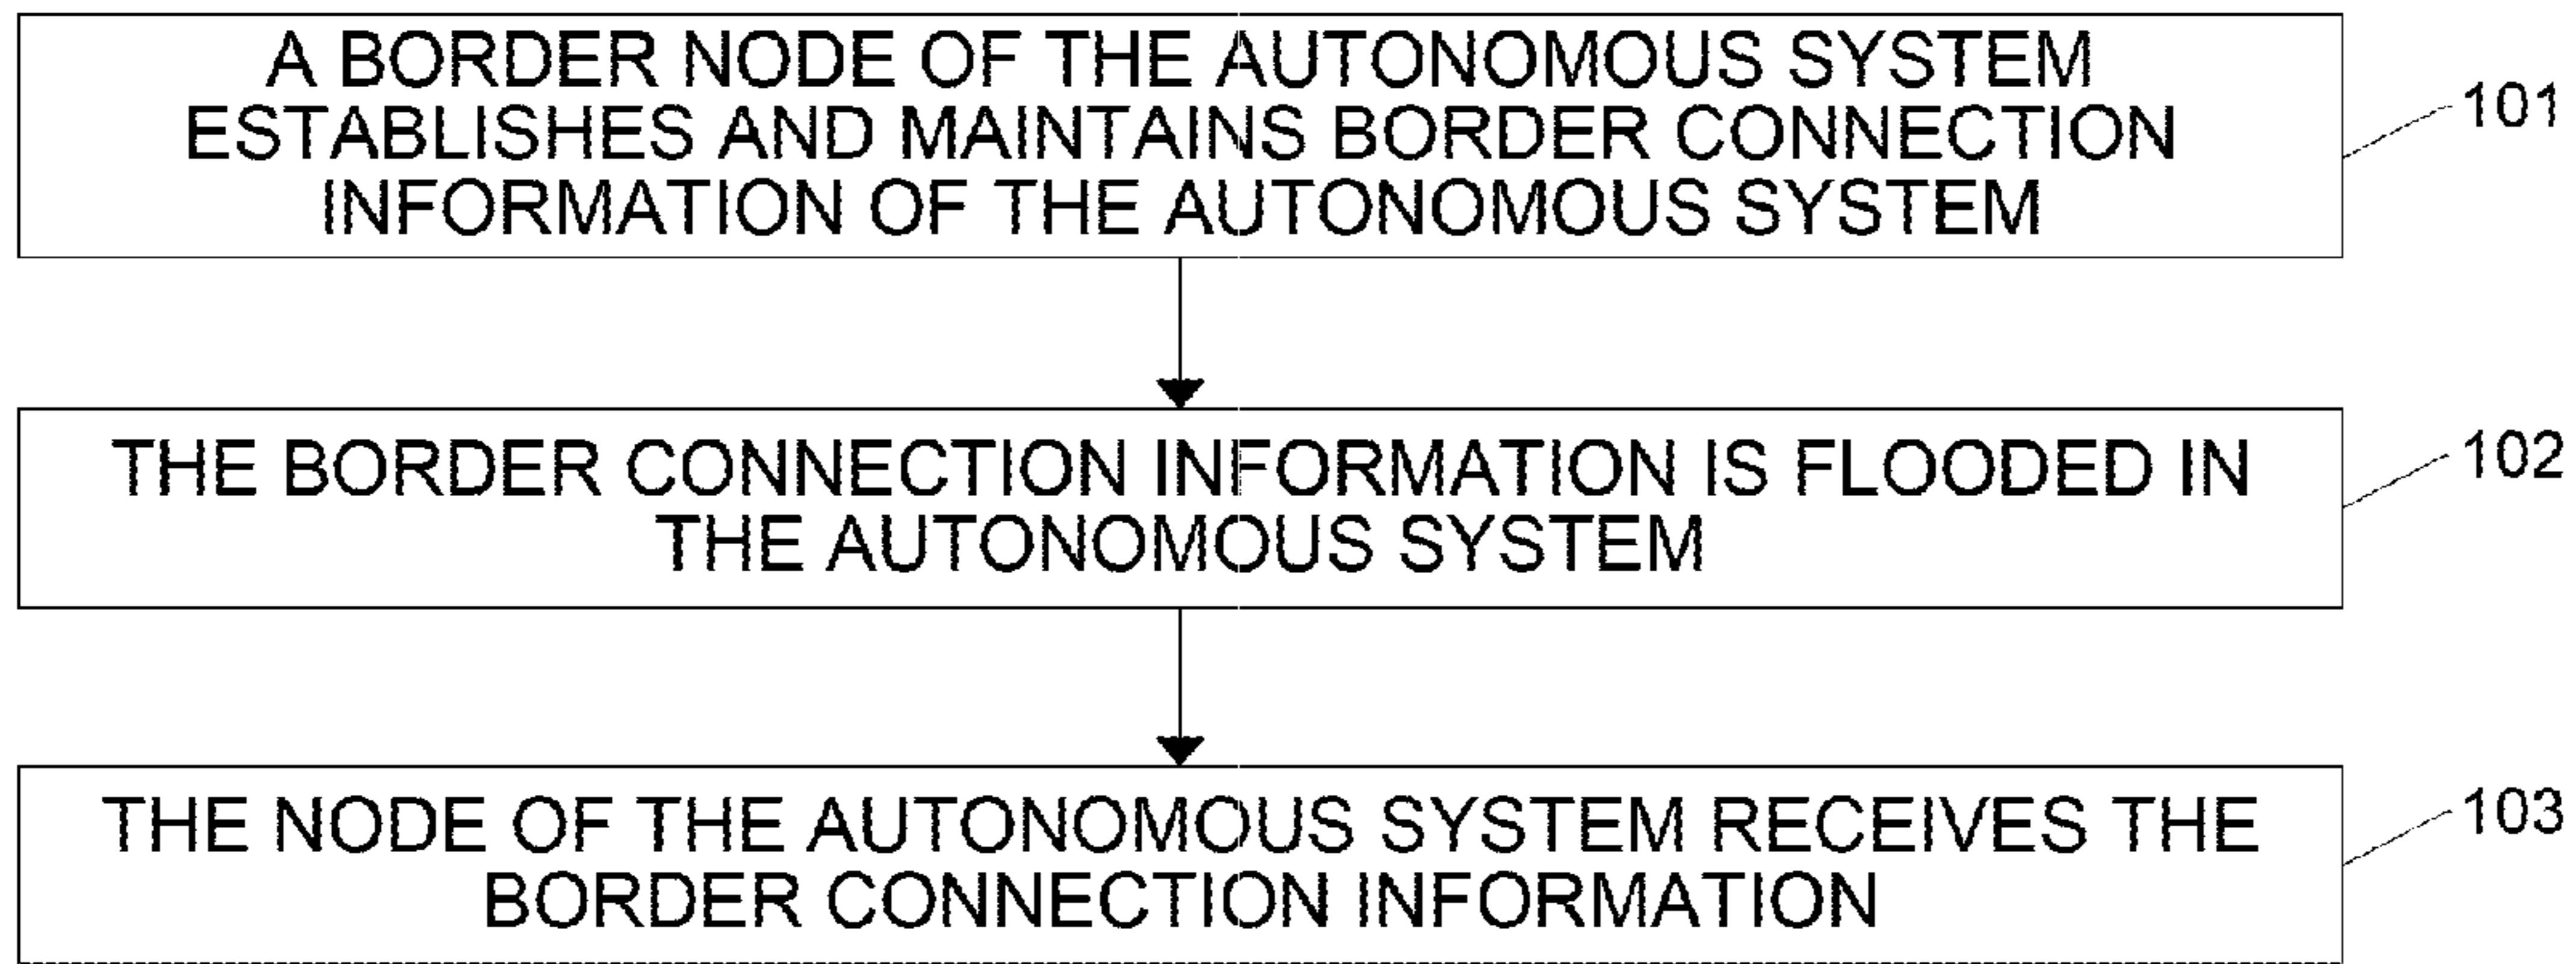 A BORDER NODE OF THE AUTONOMOUS SYSTEM
ESTABLISHES AND MAINTAINS BORDER CONNECTION
INFORMATION OF THE AUTONOMOUS SYSTEM
101
THE BORDER CONNECTION INFORMATION IS FLOODED IN
THE AUTONOMOUS SYSTEM
102
THE NODE OF THE AUTONOMOUS SYSTEM RECEIVES THE
BORDER CONNECTION INFORMATION
103